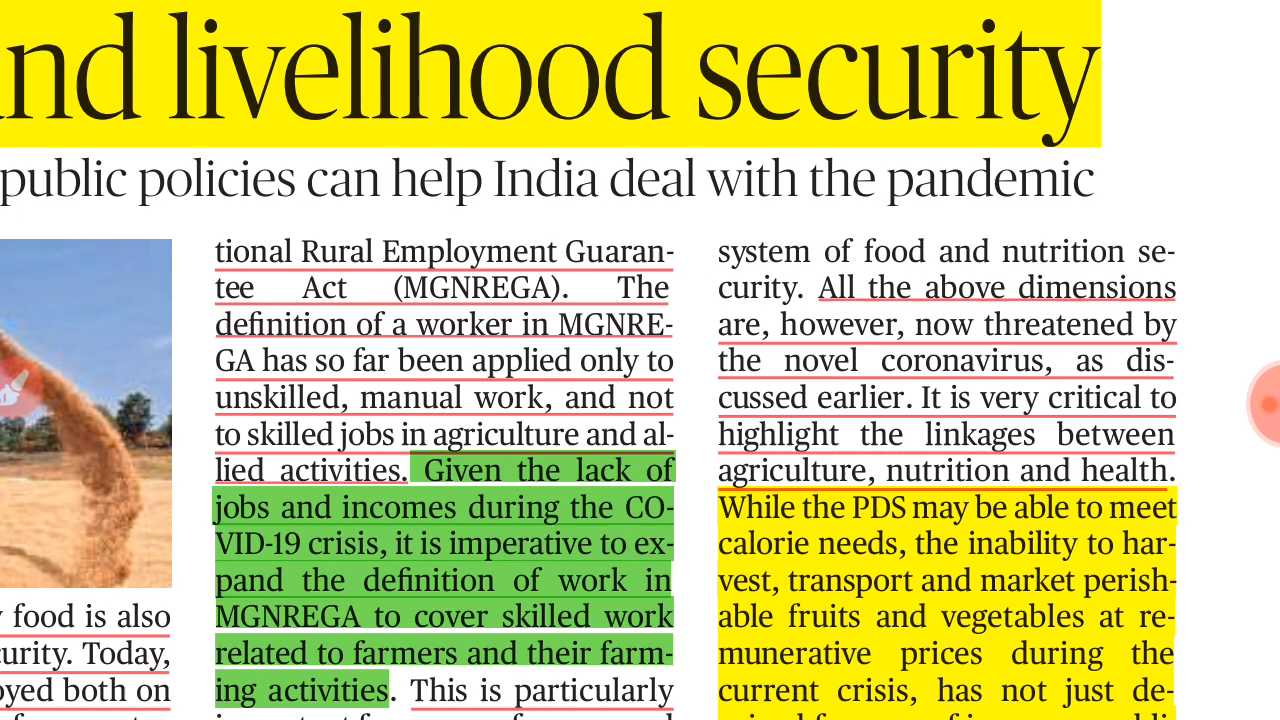 nd livelihood security
public policies can help India deal with the pandemic
food is also
curity. Today,
oyed both on
tional Rural Employment Guaran-
tee Act (MGNREGA). The
definition of a worker in MGNRE-
GA has so far been applied only to
unskilled, manual work, and not
to skilled jobs in agriculture and al-
lied activities. Given the lack of
jobs and incomes during the CO-
VID-19 crisis, it is imperative to ex-
pand the definition of work in
MGNREGA to cover skilled work
related to farmers and their farm-
ing activities. This is particularly
system of food and nutrition se-
curity. All the above dimensions
are, however, now threatened by
the novel coronavirus, as dis-
cussed earlier. It is very critical to
highlight the linkages between
agriculture, nutrition and health.
While the PDS may be able to meet
calorie needs, the inability to har-
vest, transport and market perish-
able fruits and vegetables at re-
munerative prices during the
current crisis, has not just de-